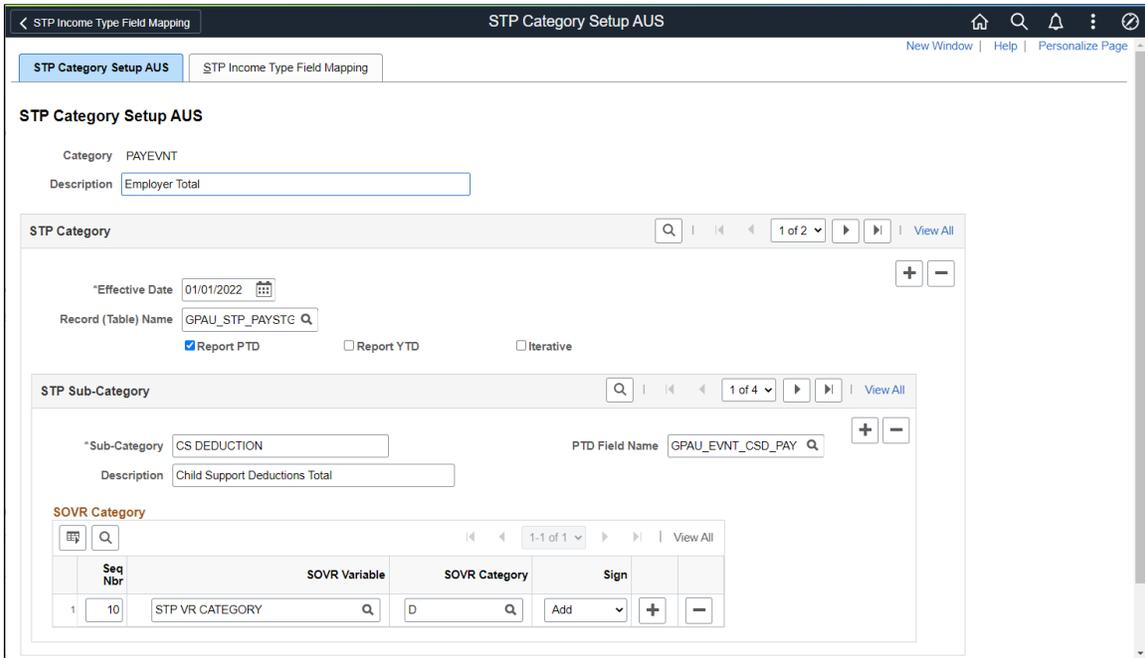 STP Income Type Field Mapping
STP Category Setup AUS
New Window | Help | Personalize Page
STP Category Setup AUS
STP Income Type Field Mapping
STP Category Setup AUS
Category PAYEVNT
Description Employer Total
STP Category
1 of 2
View All
*Effective Date 01/01/2022
Record (Table) Name GPAU_STP_PAYSTG
Report PTD Report YTD Iterative
STP Sub-Category
1 of 4
View All
*Sub-Category CS DEDUCTION PTD Field Name GPAU_EVNT_CSD_PAY
Description Child Support Deductions Total
SOVR Category
1-1 of 1
View All
Seq Nbr SOVR Variable SOVR Category Sign
1 10 STP VR CATEGORY D Add